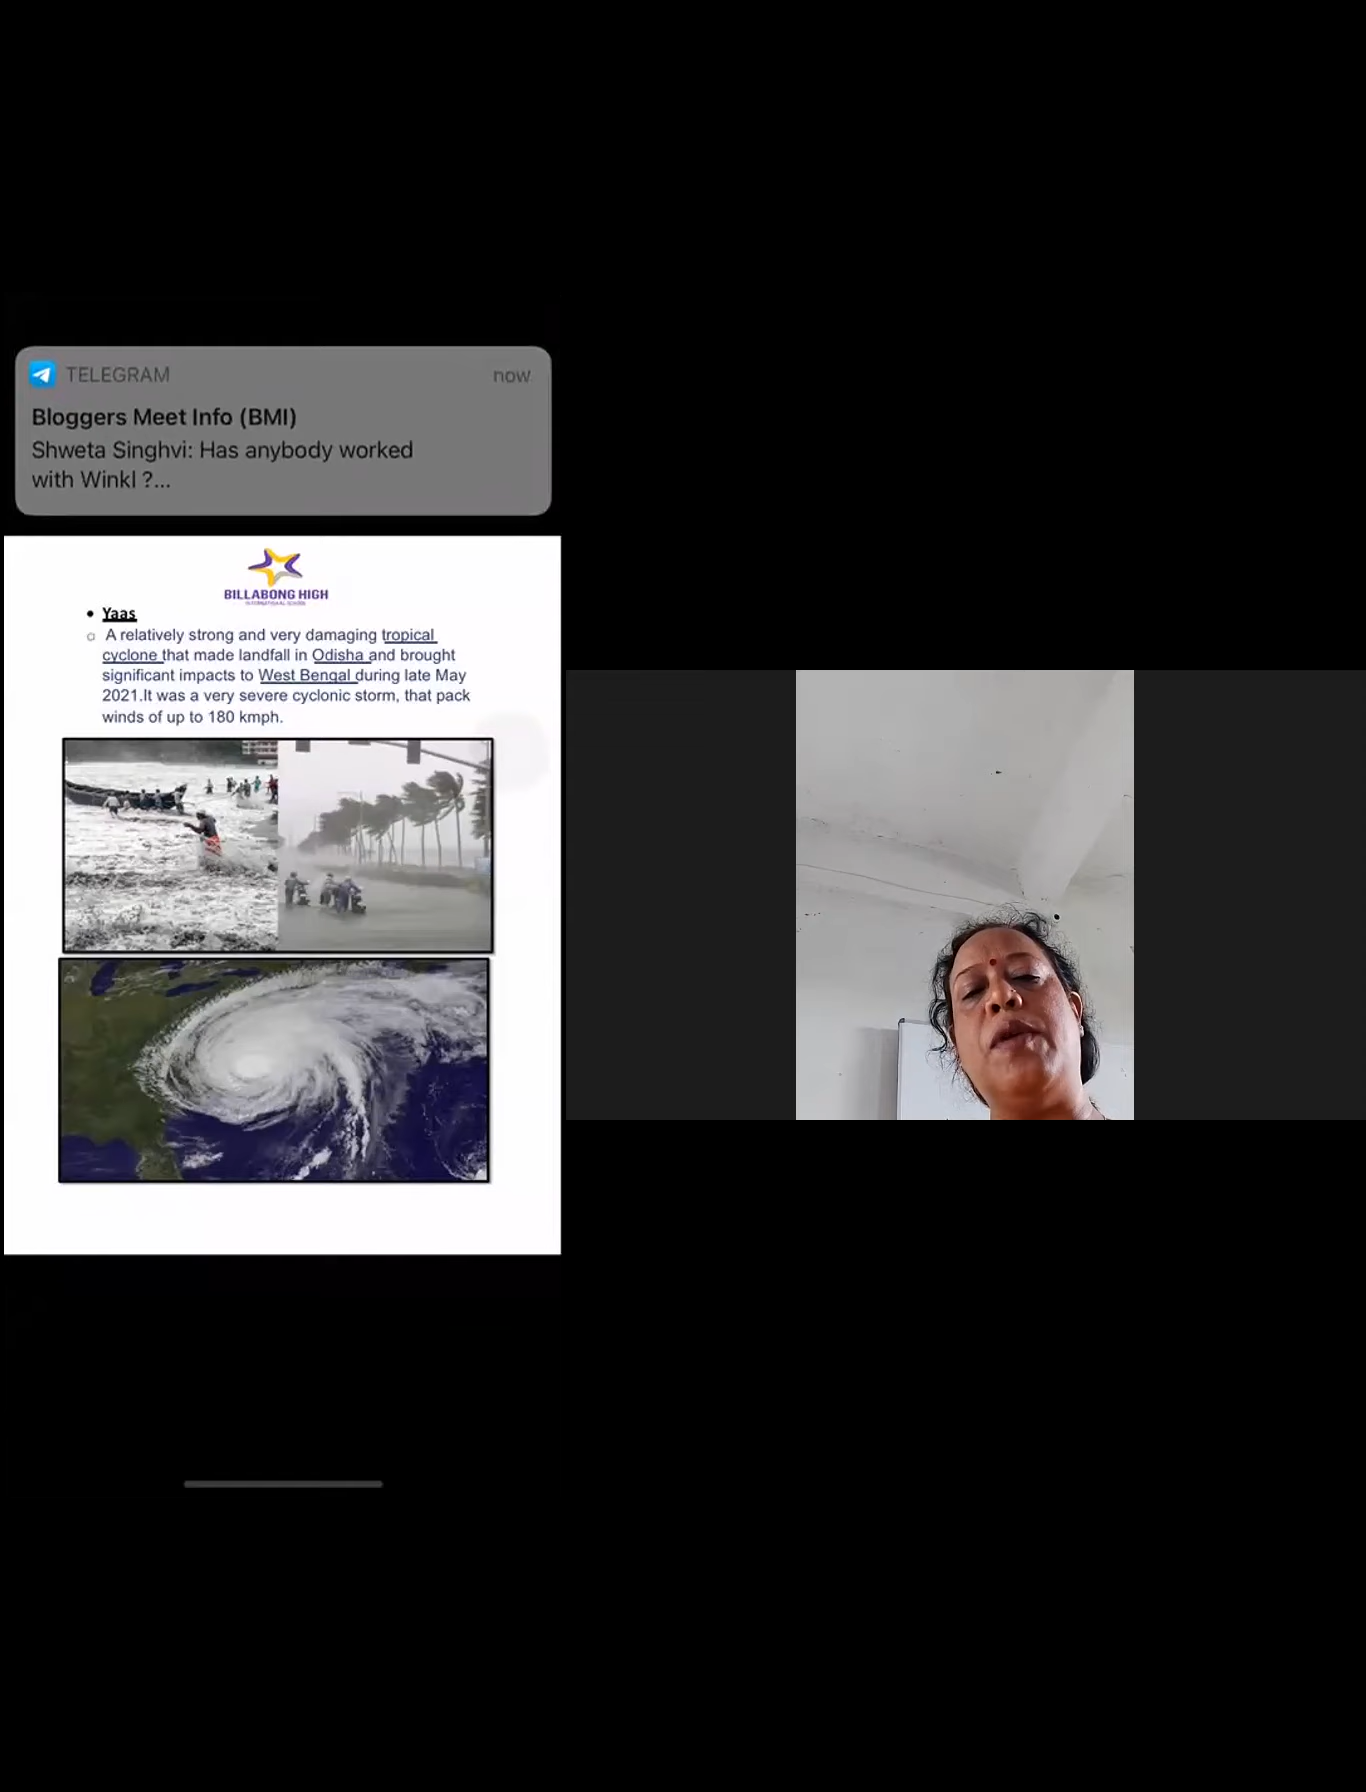 TELEGRAM now
Bloggers Meet Info (BMI)
Shweta Singhvi: Has anybody worked
with Winkl ?...
BILLABONG HIGH
INTERNATIONAL SCHOOL
• Yaas
○ A relatively strong and very damaging tropical
cyclone that made landfall in Odisha and brought
significant impacts to West Bengal during late May
2021.It was a very severe cyclonic storm, that pack
winds of up to 180 kmph.